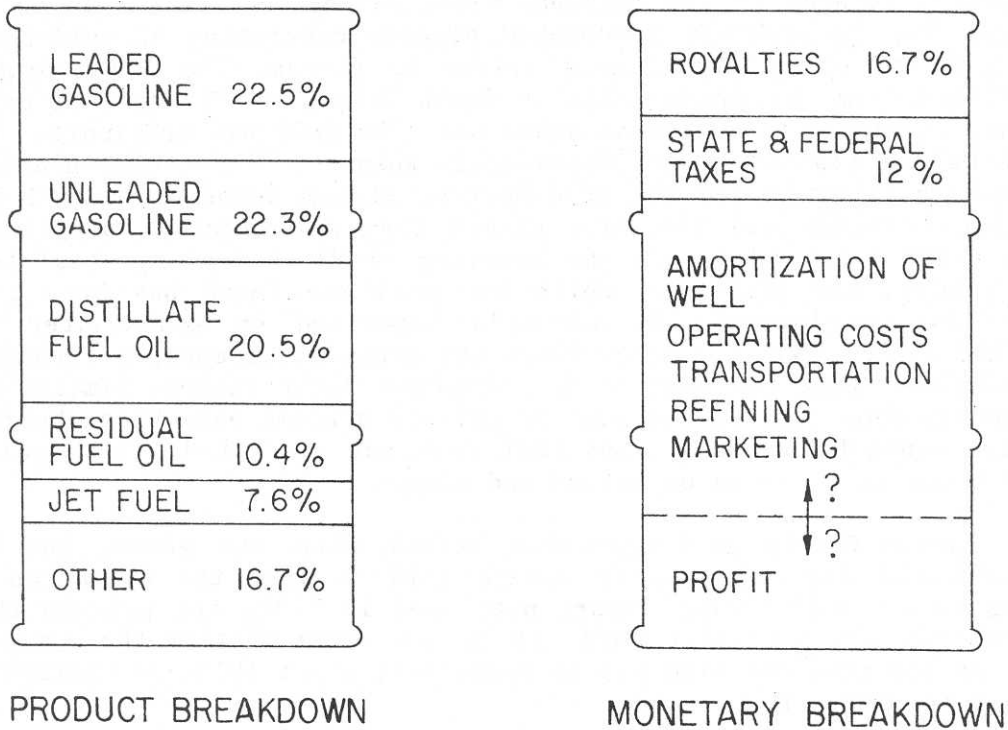 LEADED
GASOLINE 22.5%
UNLEADED
GASOLINE 22.3%
DISTILLATE
FUEL OIL 20.5%
RESIDUAL
FUEL OIL 10.4%
JET FUEL 7.6%
OTHER 16.7%
PRODUCT BREAKDOWN
ROYALTIES 16.7%
STATE & FEDERAL
TAXES 12%
AMORTIZATION OF
WELL
OPERATING COSTS
TRANSPORTATION
REFINING
MARKETING
?
?
PROFIT
MONETARY BREAKDOWN